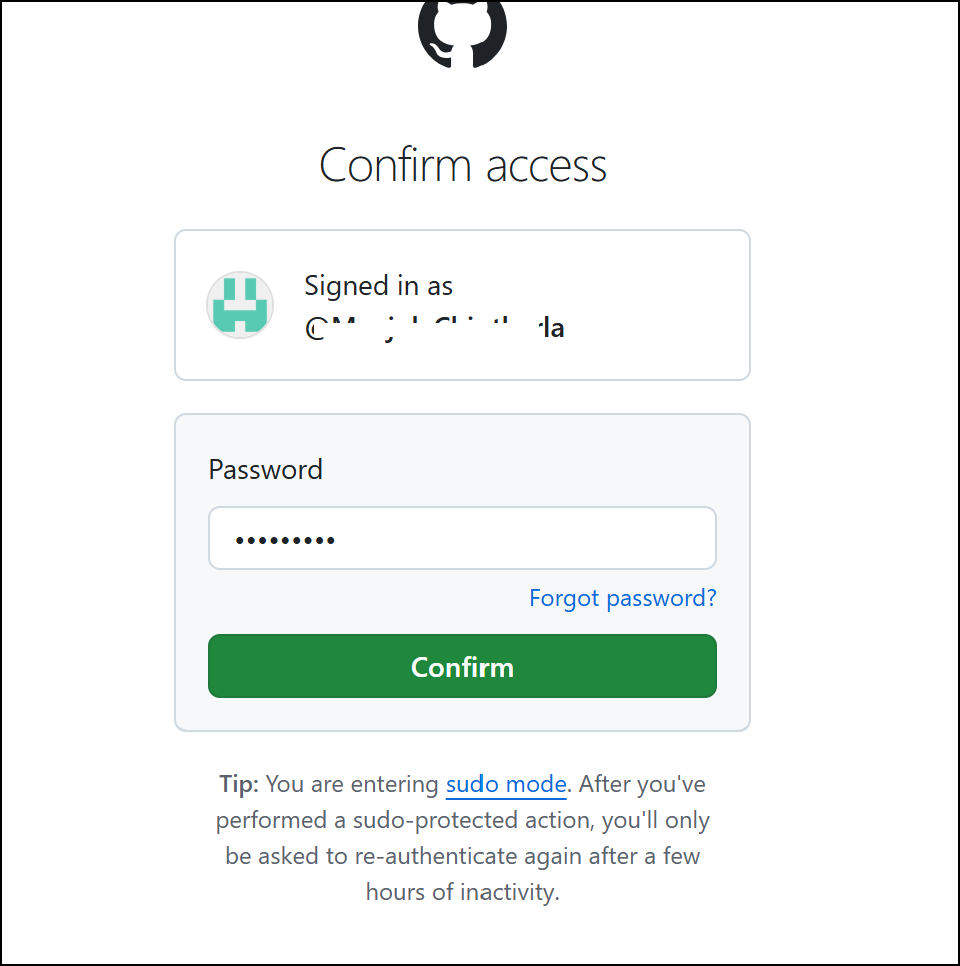 Confirm access
Signed in as
Password
•••••••••
Forgot password?
Confirm
Tip: You are entering sudo mode. After you've
performed a sudo-protected action, you'll only
be asked to re-authenticate again after a few
hours of inactivity.